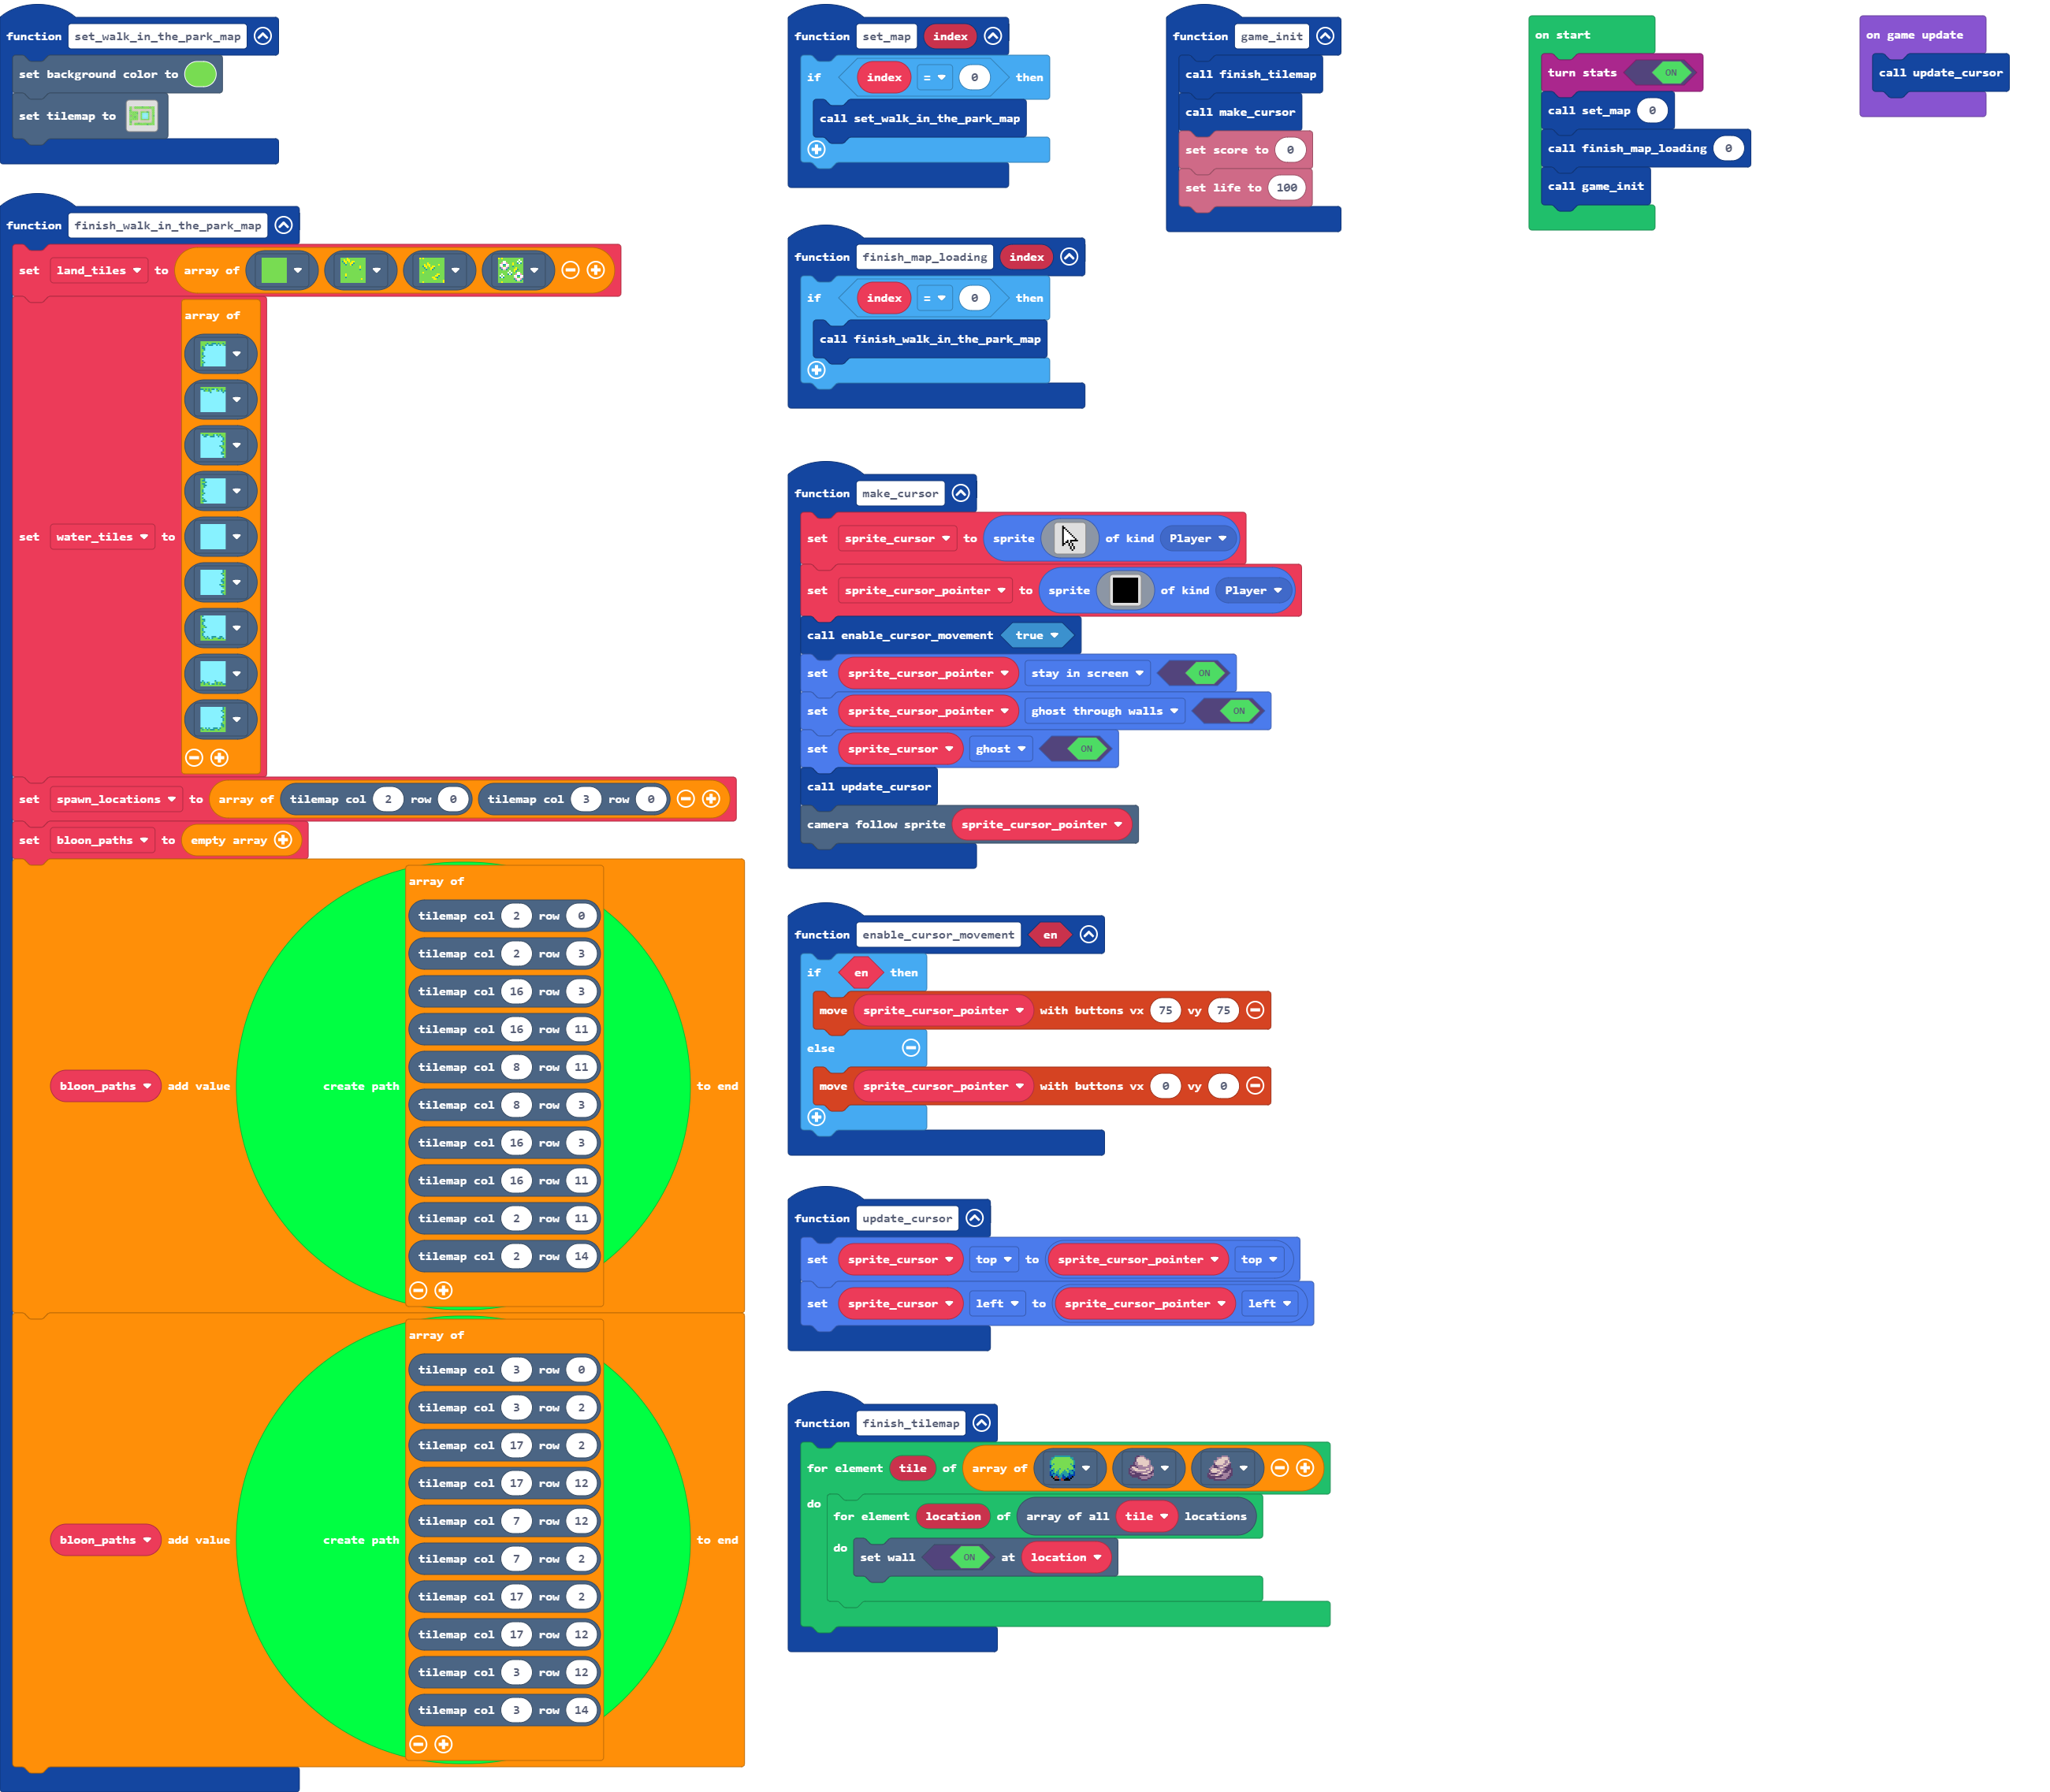 function set_walk_in_the_park_map
set background color to
set tilemap to
function finish_walk_in_the_park_map
set land_tiles to array of
set water_tiles to array of
set spawn_locations to array of tilemap col 2 row 0 tilemap col 3 row 0
set bloon_paths to empty array
bloon_paths add value create path array of
tilemap col 2 row 0
tilemap col 2 row 3
tilemap col 16 row 3
tilemap col 16 row 11
tilemap col 8 row 11
tilemap col 8 row 3
tilemap col 16 row 3
tilemap col 16 row 11
tilemap col 2 row 11
tilemap col 2 row 14
to end
bloon_paths add value create path array of
tilemap col 3 row 0
tilemap col 3 row 2
tilemap col 17 row 2
tilemap col 17 row 12
tilemap col 7 row 12
tilemap col 7 row 2
tilemap col 17 row 2
tilemap col 17 row 12
tilemap col 3 row 12
tilemap col 3 row 14
to end
function set_map index
if index = 0 then
call set_walk_in_the_park_map
function finish_map_loading index
if index = 0 then
call finish_walk_in_the_park_map
function make_cursor
set sprite_cursor to sprite of kind Player
set sprite_cursor_pointer to sprite of kind Player
call enable_cursor_movement true
set sprite_cursor_pointer stay in screen ON
set sprite_cursor_pointer ghost through walls ON
set sprite_cursor ghost ON
call update_cursor
camera follow sprite sprite_cursor_pointer
function enable_cursor_movement en
if en then
move sprite_cursor_pointer with buttons vx 75 vy 75
else
move sprite_cursor_pointer with buttons vx 0 vy 0
function update_cursor
set sprite_cursor top to sprite_cursor_pointer top
set sprite_cursor left to sprite_cursor_pointer left
function finish_tilemap
for element tile of array of
do
for element location of array of all tile locations
do
set wall ON at location
function game_init
call finish_tilemap
call make_cursor
set score to 0
set life to 100
on start
turn stats ON
call set_map 0
call finish_map_loading 0
call game_init
on game update
call update_cursor